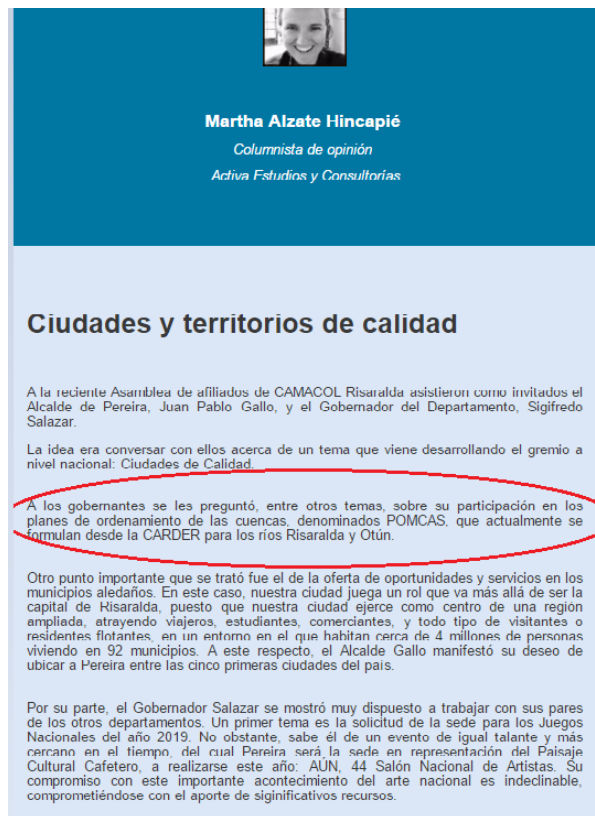 Martha Alzate Hincapié
Columnista de opinión
Activa Estudios y Consultorías
Ciudades y territorios de calidad
A la reciente Asamblea de afiliados de CAMACOL Risaralda asistieron como invitados el
Alcalde de Pereira, Juan Pablo Gallo, y el Gobernador del Departamento, Sigifredo
Salazar.
La idea era conversar con ellos acerca de un tema que viene desarrollando el gremio a
nivel nacional: Ciudades de Calidad.
A los gobernantes se les preguntó, entre otros temas, sobre su participación en los
planes de ordenamiento de las cuencas, denominados POMCAS, que actualmente se
formulan desde la CARDER para los ríos Risaralda y Otún.
Otro punto importante que se trató fue el de la oferta de oportunidades y servicios en los
municipios aledaños. En este caso, nuestra ciudad juega un rol que va más allá de ser la
capital de Risaralda, puesto que nuestra ciudad ejerce como centro de una región
ampliada, atrayendo viajeros, estudiantes, comerciantes, y todo tipo de visitantes o
residentes flotantes, en un entorno en el que habitan cerca de 4 millones de personas
viviendo en 92 municipios. A este respecto, el Alcalde Gallo manifestó su deseo de
ubicar a Pereira entre las cinco primeras ciudades del país.
Por su parte, el Gobernador Salazar se mostró muy dispuesto a trabajar con sus pares
de los otros departamentos. Un primer tema es la solicitud de la sede para los Juegos
Nacionales del año 2019. No obstante, sabe él de un evento de igual talante y más
cercano en el tiempo, del cual Pereira será la sede en representación del Paisaje
Cultural Cafetero, a realizarse este año: AÚN, 44 Salón Nacional de Artistas. Su
compromiso con este importante acontecimiento del arte nacional es indeclinable,
comprometiéndose con el aporte de siginificativos recursos.